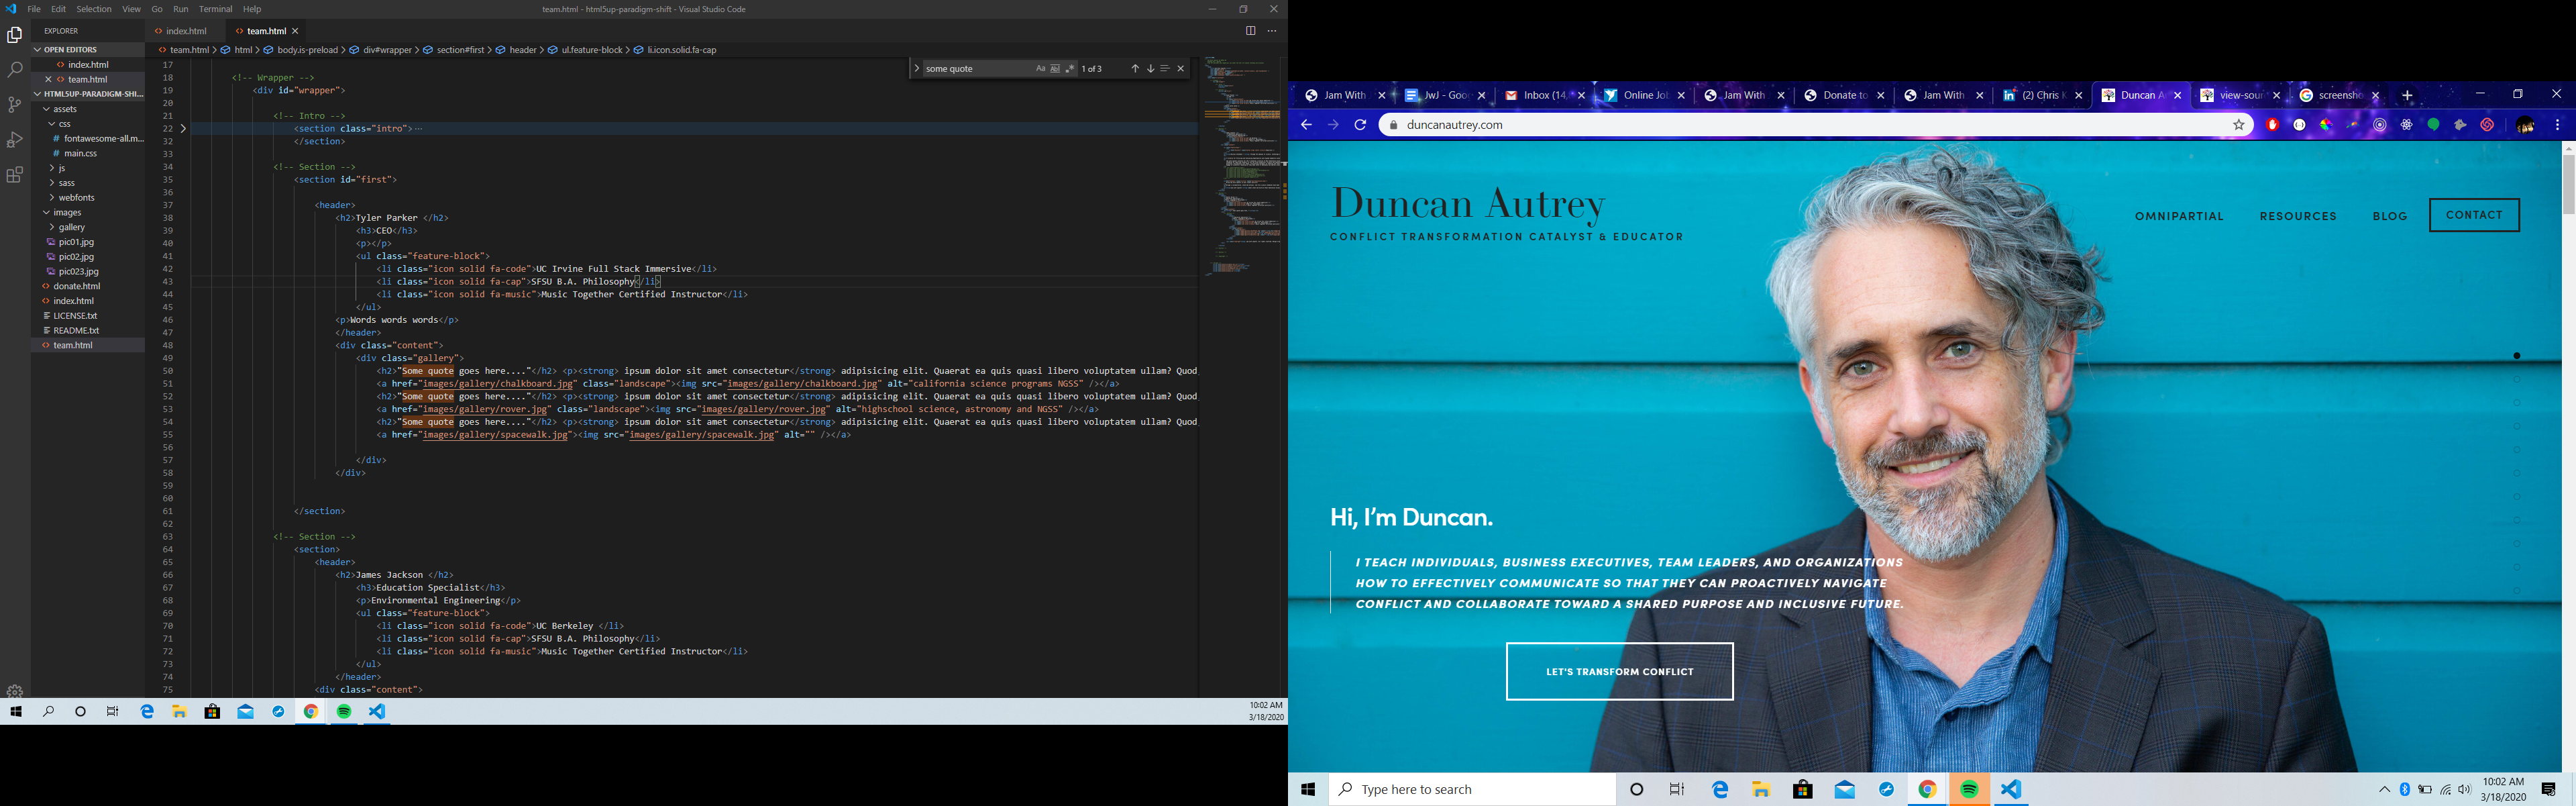 File Edit Selection View Go Run Terminal Help
team.html - html5up-paradigm-shift - Visual Studio Code
EXPLORER
OPEN EDITORS
index.html
team.html
HTML5UP-PARADIGM-SHI...
assets
css
fontawesome-all.m...
main.css
js
sass
webfonts
images
gallery
pic01.jpg
pic02.jpg
pic023.jpg
donate.html
index.html
LICENSE.txt
README.txt
team.html
index.html
team.html
team.html > html > body.is-preload > div#wrapper > section#first > header > ul.feature-block > li.icon.solid.fa-cap
some quote
Aa
1 of 3
17
18 <!-- Wrapper -->
19 <div id="wrapper">
20
21 <!-- Intro -->
22 <section class="intro">...
32 </section>
33
34 <!-- Section -->
35 <section id="first">
36
37 <header>
38 <h2>Tyler Parker </h2>
39 <h3>CEO</h3>
40 <p></p>
41 <ul class="feature-block">
42 <li class="icon solid fa-code">UC Irvine Full Stack Immersive</li>
43 <li class="icon solid fa-cap">SFSU B.A. Philosophy</li>
44 <li class="icon solid fa-music">Music Together Certified Instructor</li>
45 </ul>
46 <p>Words words words</p>
47 </header>
48 <div class="content">
49 <div class="gallery">
50 <h2>"Some quote goes here...."</h2> <p><strong> ipsum dolor sit amet consectetur</strong> adipisicing elit. Quaerat ea quis quasi libero voluptatem ullam? Quod
51 <a href="images/gallery/chalkboard.jpg" class="landscape"><img src="images/gallery/chalkboard.jpg" alt="california science programs NGSS" /></a>
52 <h2>"Some quote goes here...."</h2> <p><strong> ipsum dolor sit amet consectetur</strong> adipisicing elit. Quaerat ea quis quasi libero voluptatem ullam? Quod
53 <a href="images/gallery/rover.jpg" class="landscape"><img src="images/gallery/rover.jpg" alt="highschool science, astronomy and NGSS" /></a>
54 <h2>"Some quote goes here...."</h2> <p><strong> ipsum dolor sit amet consectetur</strong> adipisicing elit. Quaerat ea quis quasi libero voluptatem ullam? Quod
55 <a href="images/gallery/spacewalk.jpg"><img src="images/gallery/spacewalk.jpg" alt="" /></a>
56
57 </div>
58 </div>
59
60
61 </section>
62
63 <!-- Section -->
64 <section>
65 <header>
66 <h2>James Jackson </h2>
67 <h3>Education Specialist</h3>
68 <p>Environmental Engineering</p>
69 <ul class="feature-block">
70 <li class="icon solid fa-code">UC Berkeley </li>
71 <li class="icon solid fa-cap">SFSU B.A. Philosophy</li>
72 <li class="icon solid fa-music">Music Together Certified Instructor</li>
73 </ul>
74 </header>
75 <div class="content">
10:02 AM
3/18/2020
Jam With
JwJ - Goo
Inbox (14,
Online Jo
Jam With
Donate to
Jam With
(2) Chris K
Duncan A
view-sour
screensho
duncanautrey.com
Duncan Autrey
CONFLICT TRANSFORMATION CATALYST & EDUCATOR
OMNIPARTIAL RESOURCES BLOG CONTACT
Hi, I'm Duncan.
I TEACH INDIVIDUALS, BUSINESS EXECUTIVES, TEAM LEADERS, AND ORGANIZATIONS
HOW TO EFFECTIVELY COMMUNICATE SO THAT THEY CAN PROACTIVELY NAVIGATE
CONFLICT AND COLLABORATE TOWARD A SHARED PURPOSE AND INCLUSIVE FUTURE.
LET'S TRANSFORM CONFLICT
Type here to search
10:02 AM
3/18/2020